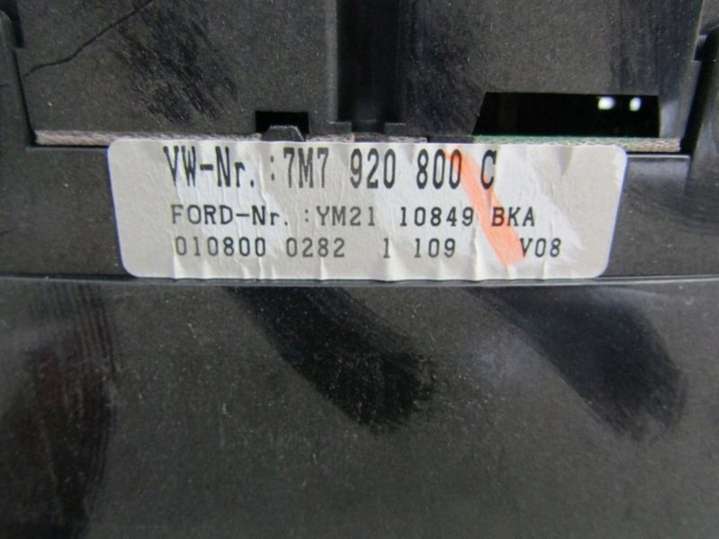 VW-Nr.:7M7 920 800 C
FORD-Nr.:YM21 10849 BKA
010800 0282 1 109 V08